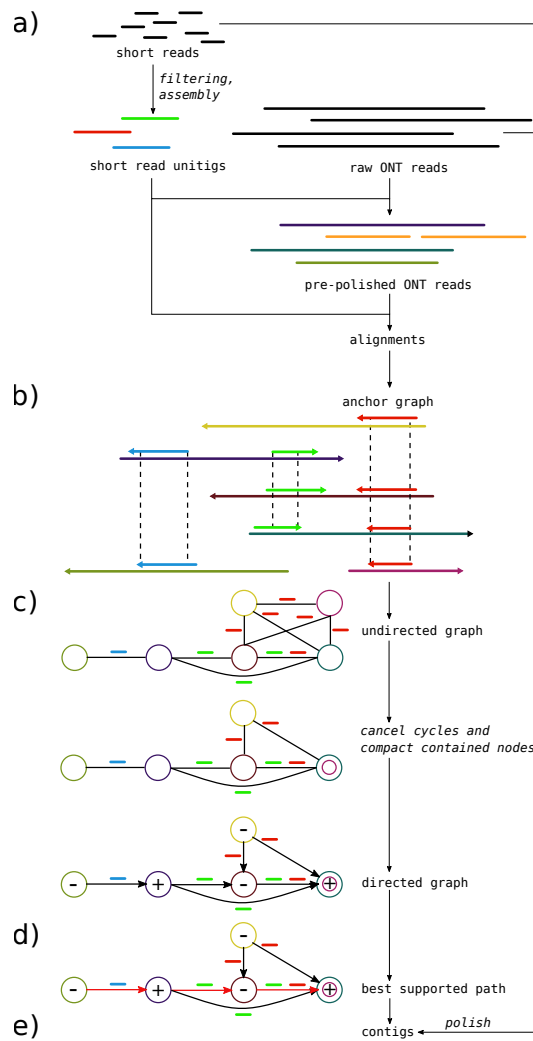 a)
short reads
filtering,
assembly
short read unitigs
raw ONT reads
pre-polished ONT reads
alignments
b)
anchor graph
c)
undirected graph
cancel cycles and
compact contained nodes
-
- + - +
directed graph
d)
-
- + - +
best supported path
e)
contigs
polish